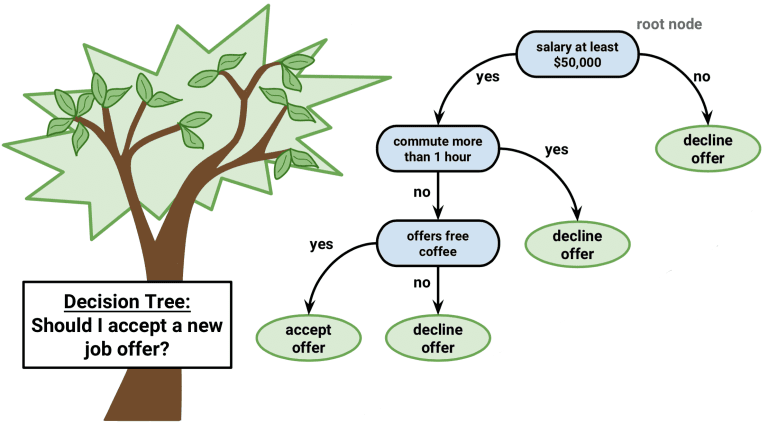 root node
salary at least
$50,000
yes
no
commute more
than 1 hour
decline
offer
yes
no
offers free
coffee
decline
offer
yes
no
accept
offer
decline
offer
Decision Tree:
Should I accept a new
job offer?